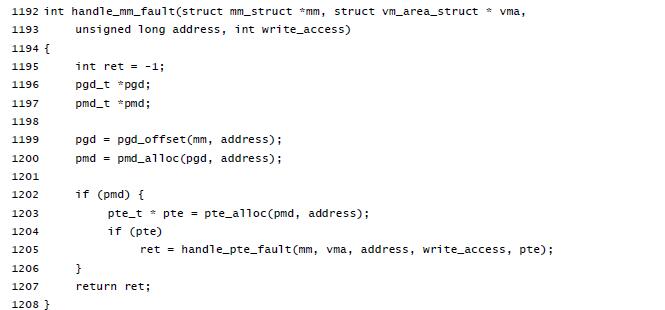 1192 int handle_mm_fault(struct mm_struct *mm, struct vm_area_struct * vma,
1193     unsigned long address, int write_access)
1194 {
1195     int ret = -1;
1196     pgd_t *pgd;
1197     pmd_t *pmd;
1198
1199     pgd = pgd_offset(mm, address);
1200     pmd = pmd_alloc(pgd, address);
1201
1202     if (pmd) {
1203         pte_t * pte = pte_alloc(pmd, address);
1204         if (pte)
1205             ret = handle_pte_fault(mm, vma, address, write_access, pte);
1206     }
1207     return ret;
1208 }